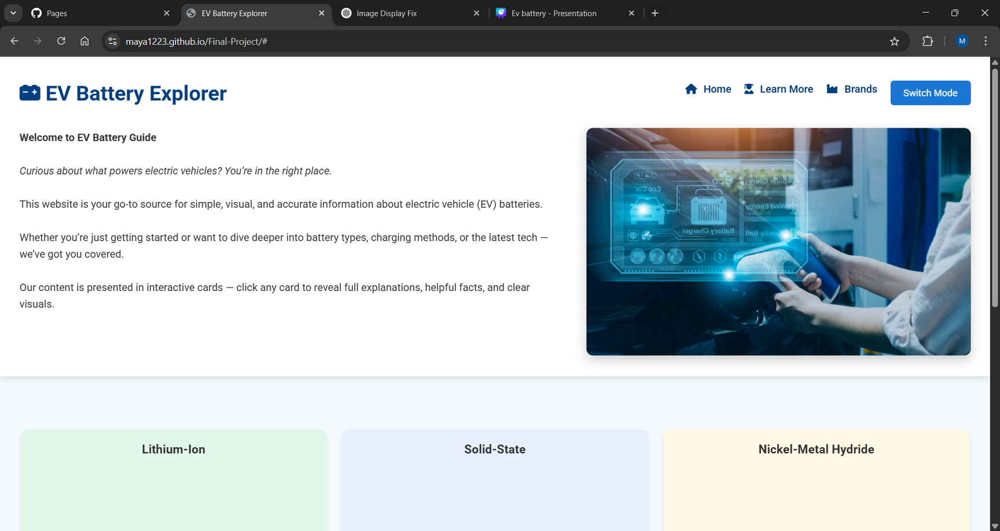 Pages
EV Battery Explorer
Image Display Fix
Ev battery - Presentation
maya1223.github.io/Final-Project/#
M
EV Battery Explorer
Home
Learn More
Brands
Switch Mode
Welcome to EV Battery Guide
Curious about what powers electric vehicles? You’re in the right place.
This website is your go-to source for simple, visual, and accurate information about electric vehicle (EV) batteries.
Whether you’re just getting started or want to dive deeper into battery types, charging methods, or the latest tech —
we’ve got you covered.
Our content is presented in interactive cards — click any card to reveal full explanations, helpful facts, and clear
visuals.
eco
Solar Energy
Eco Car
Wind Energy
Battery Charger
Capacity Batt
Lithium-Ion
Solid-State
Nickel-Metal Hydride